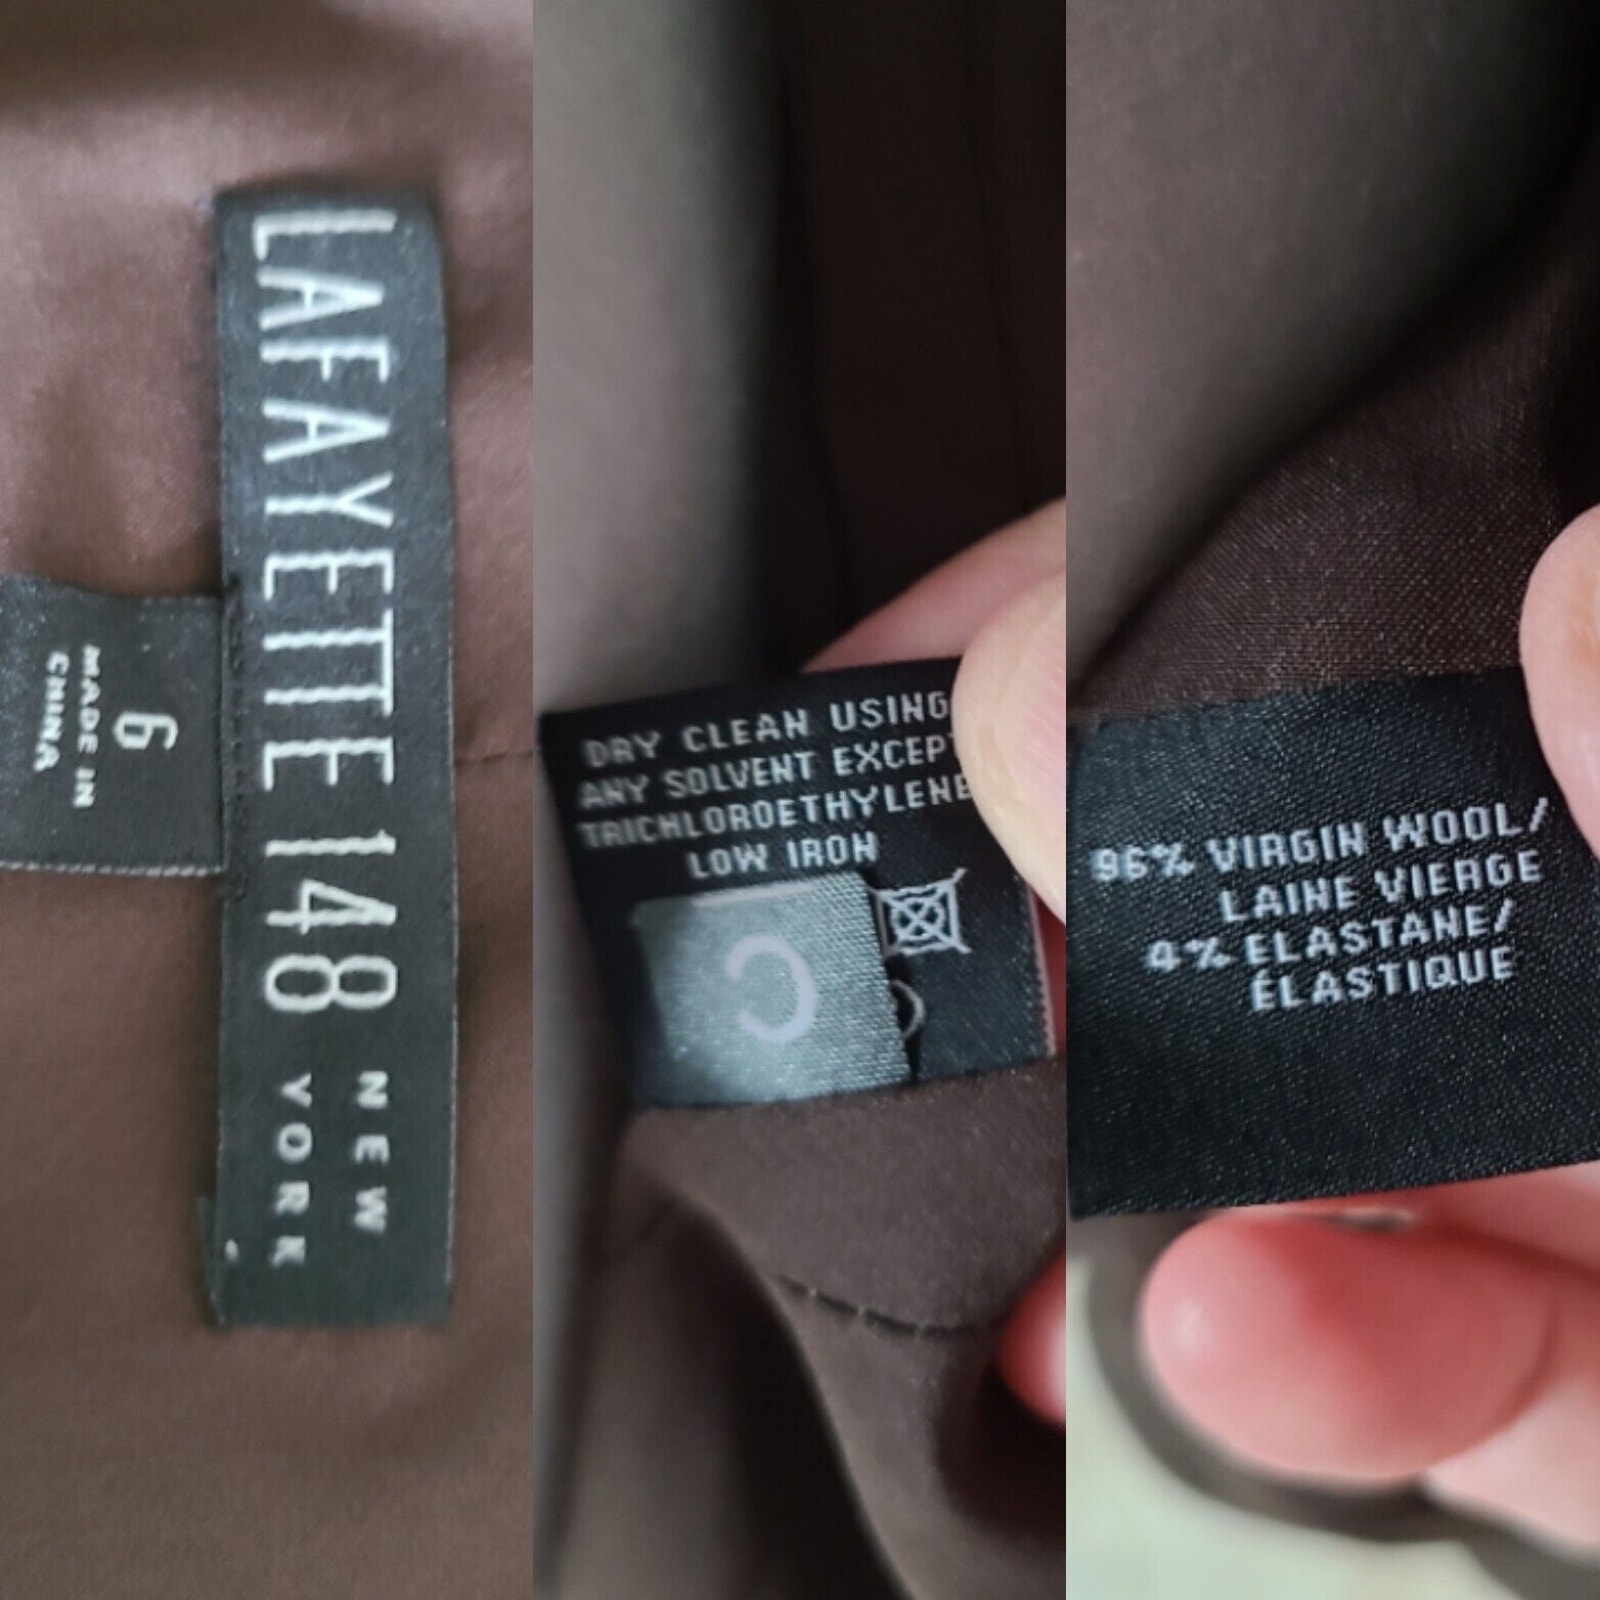 LAFAYETTE 148
NEW
YORK
6
MADE IN
CHINA
DRY CLEAN USING
ANY SOLVENT EXCEPT
TRICHLOROETHYLENE
LOW IRON
C
96% VIRGIN WOOL/
LAINE VIERGE
4% ELASTANE/
ÉLASTIQUE